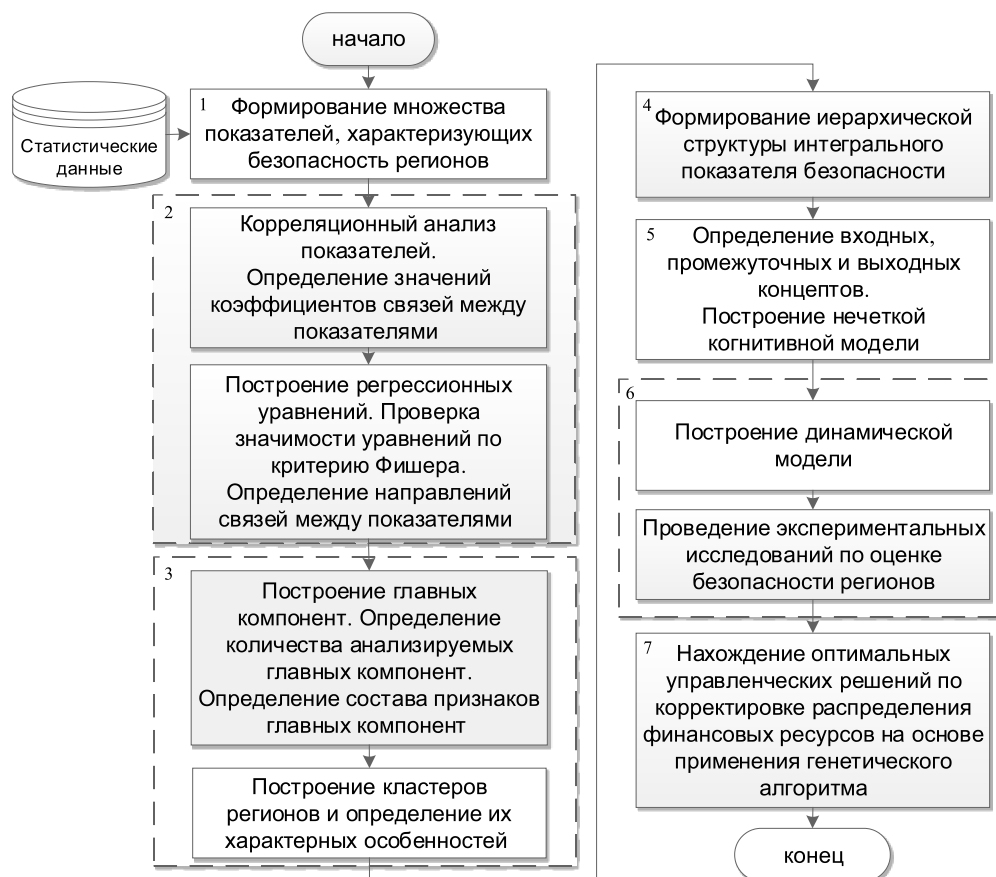 начало
Статистические
данные
1
Формирование множества
показателей, характеризующих
безопасность регионов
2
Корреляционный анализ
показателей.
Определение значений
коэффициентов связей между
показателями
Построение регрессионных
уравнений. Проверка
значимости уравнений по
критерию Фишера.
Определение направлений
связей между показателями
3
Построение главных
компонент. Определение
количества анализируемых
главных компонент.
Определение состава признаков
главных компонент
Построение кластеров
регионов и определение их
характерных особенностей
4
Формирование иерархической
структуры интегрального
показателя безопасности
5
Определение входных,
промежуточных и выходных
концептов.
Построение нечеткой
когнитивной модели
6
Построение динамической
модели
Проведение экспериментальных
исследований по оценке
безопасности регионов
7
Нахождение оптимальных
управленческих решений по
корректировке распределения
финансовых ресурсов на основе
применения генетического
алгоритма
конец